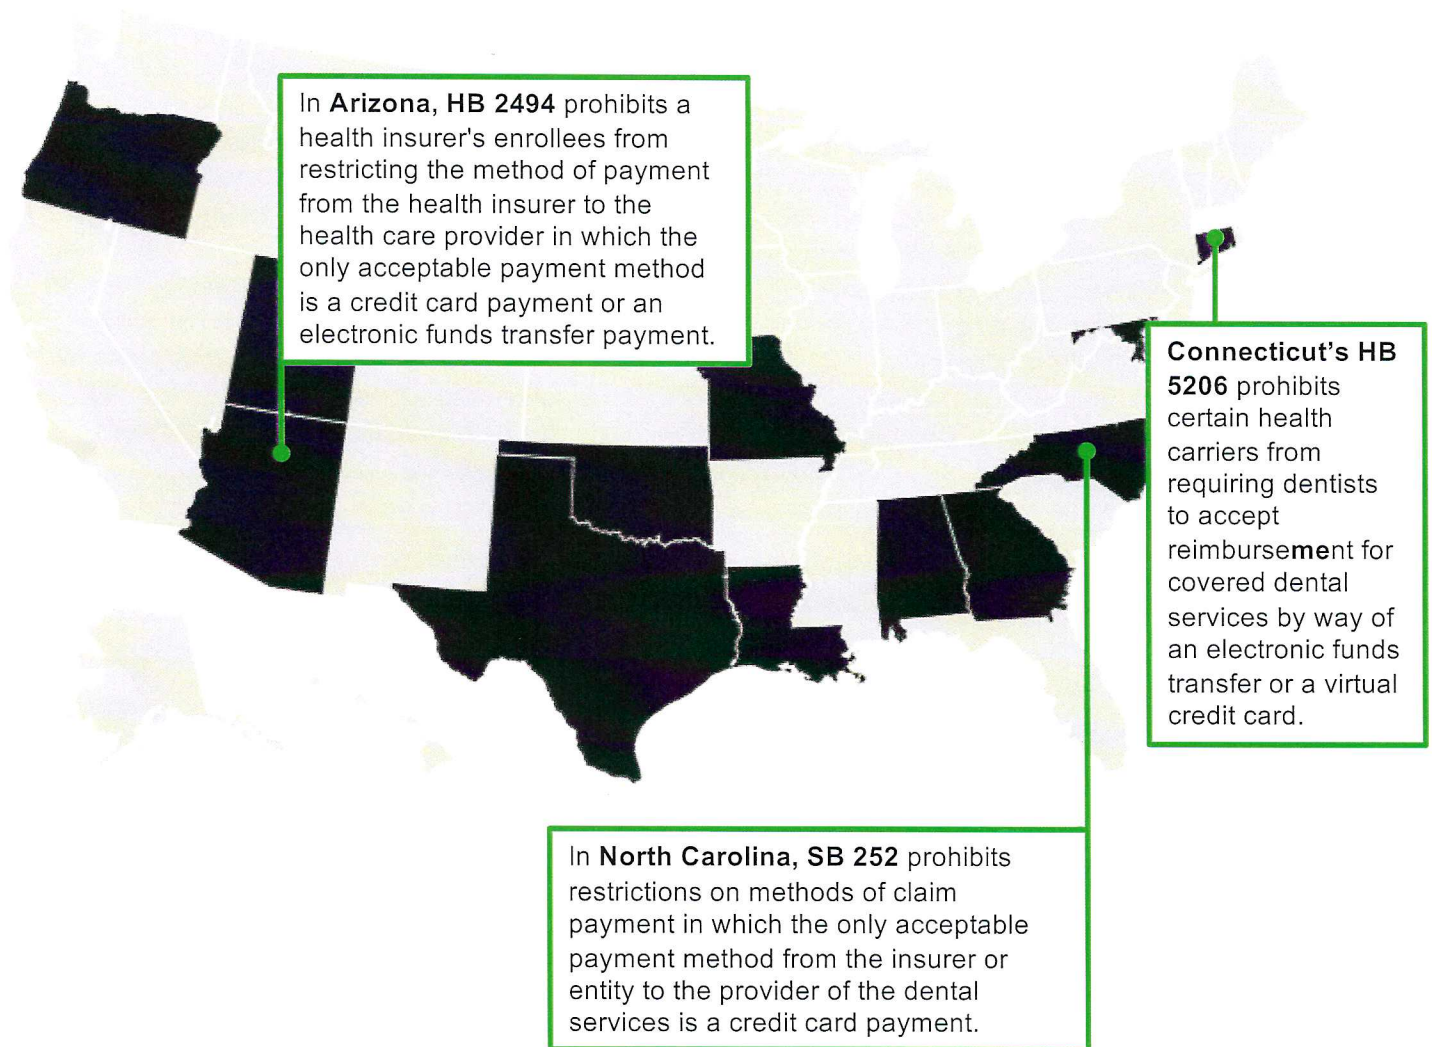 In Arizona, HB 2494 prohibits a
health insurer's enrollees from
restricting the method of payment
from the health insurer to the
health care provider in which the
only acceptable payment method
is a credit card payment or an
electronic funds transfer payment.
Connecticut’s HB
5206 prohibits
certain health
carriers from
requiring dentists
to accept
reimbursement for
covered dental
services by way of
an electronic funds
transfer or a virtual
credit card.
In North Carolina, SB 252 prohibits
restrictions on methods of claim
payment in which the only acceptable
payment method from the insurer or
entity to the provider of the dental
services is a credit card payment.